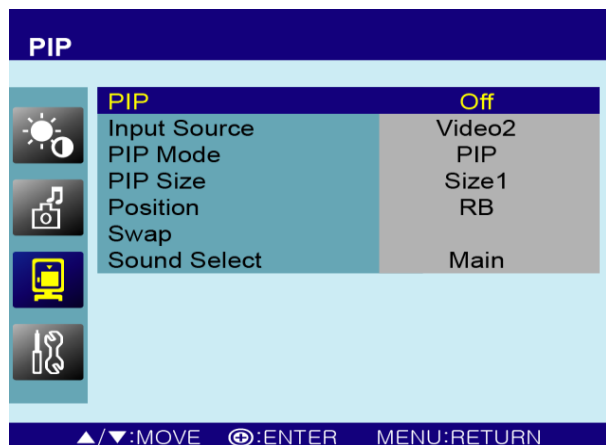 PIP
PIP Off
Input Source Video2
PIP Mode PIP
PIP Size Size1
Position RB
Swap
Sound Select Main
▲/▼:MOVE ⊕:ENTER MENU:RETURN